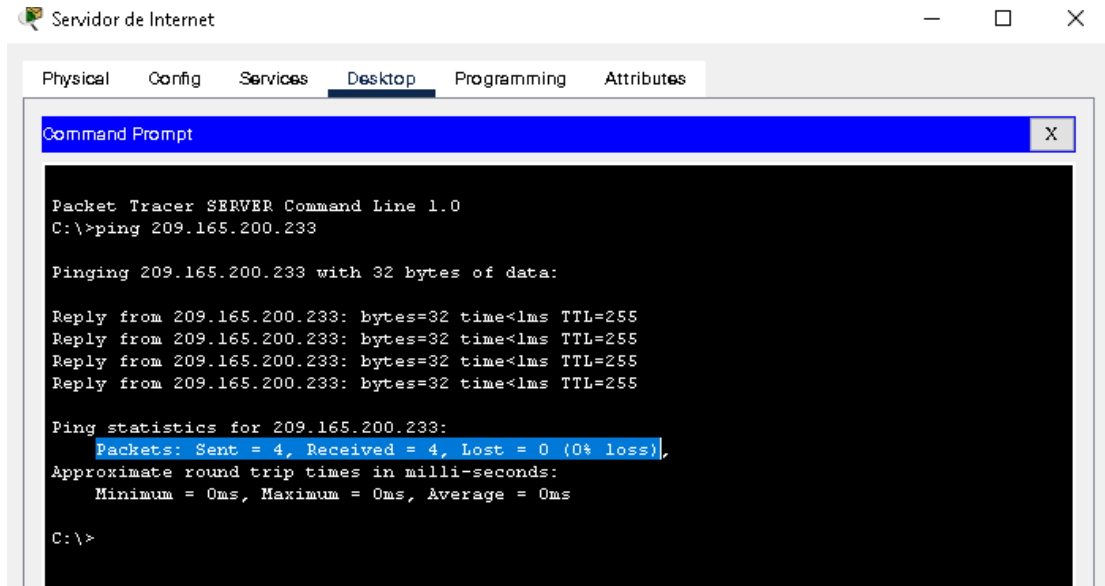 Servidor de Internet
Physical Config Services Desktop Programming Attributes
Command Prompt
X
Packet Tracer SERVER Command Line 1.0
C:\>ping 209.165.200.233
Pinging 209.165.200.233 with 32 bytes of data:
Reply from 209.165.200.233: bytes=32 time<1ms TTL=255
Reply from 209.165.200.233: bytes=32 time<1ms TTL=255
Reply from 209.165.200.233: bytes=32 time<1ms TTL=255
Reply from 209.165.200.233: bytes=32 time<1ms TTL=255
Ping statistics for 209.165.200.233:
Packets: Sent = 4, Received = 4, Lost = 0 (0% loss),
Approximate round trip times in milli-seconds:
Minimum = 0ms, Maximum = 0ms, Average = 0ms
C:\>